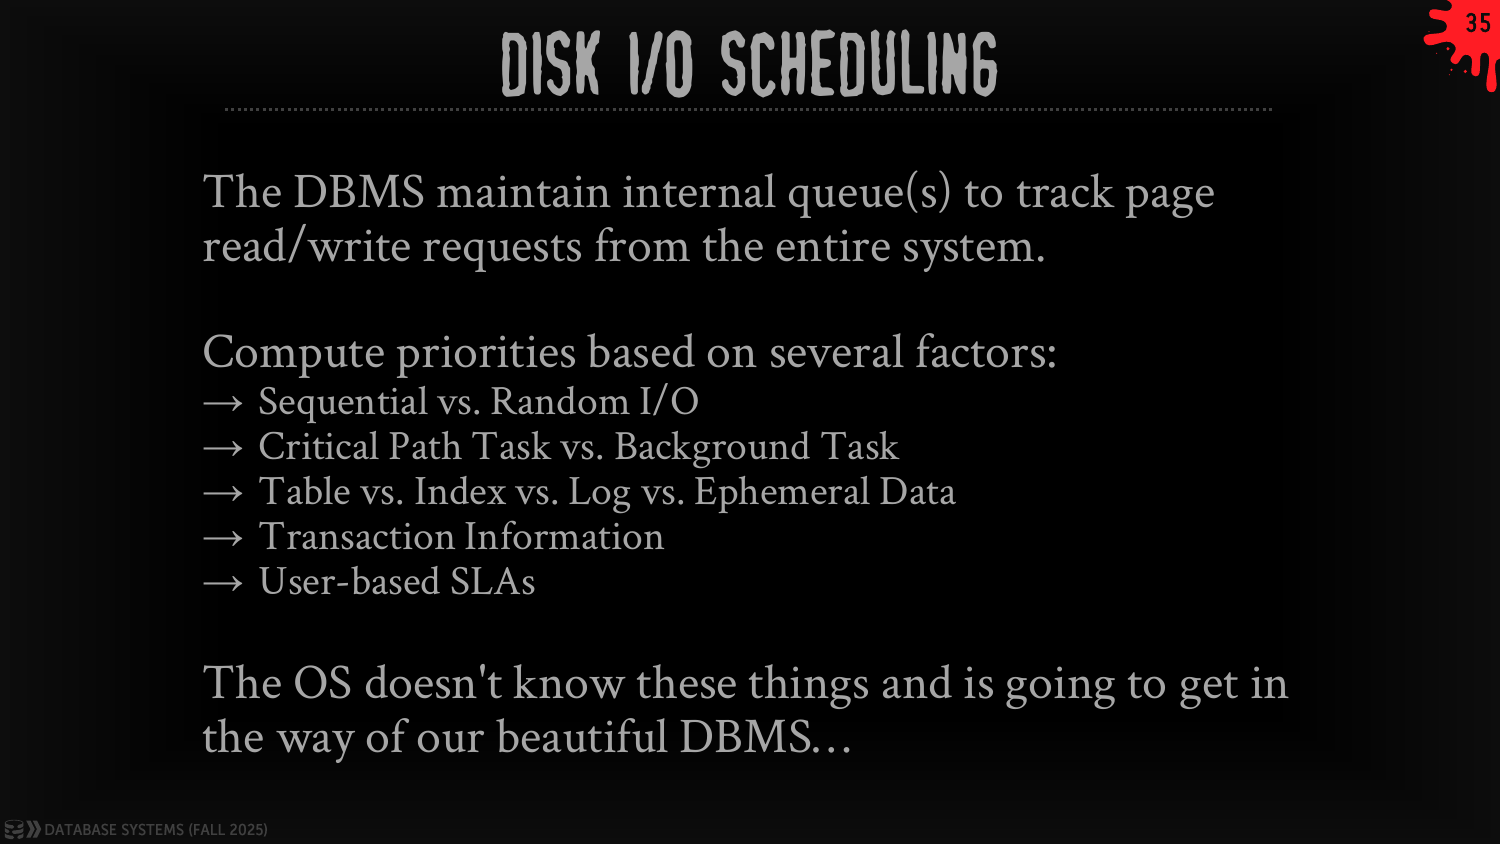 35
DISK I/O SCHEDULING
The DBMS maintain internal queue(s) to track page
read/write requests from the entire system.
Compute priorities based on several factors:
→ Sequential vs. Random I/O
→ Critical Path Task vs. Background Task
→ Table vs. Index vs. Log vs. Ephemeral Data
→ Transaction Information
→ User-based SLAs
The OS doesn't know these things and is going to get in
the way of our beautiful DBMS…
DATABASE SYSTEMS (FALL 2025)